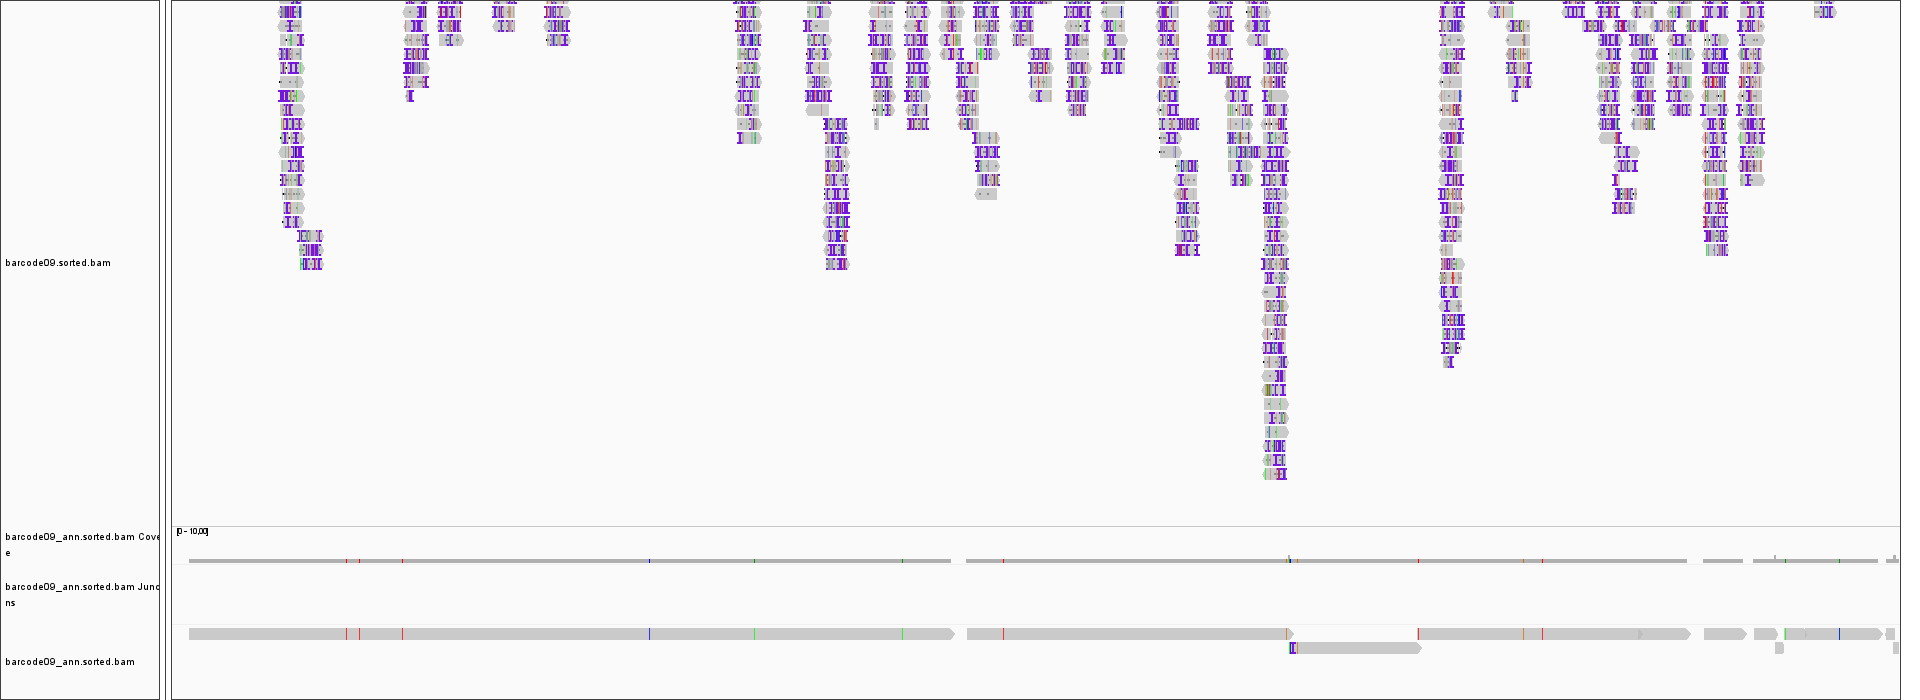 barcode09.sorted.bam
[0 - 10,00]
barcode09_ann.sorted.bam Cove
e
barcode09_ann.sorted.bam Junc
ns
barcode09_ann.sorted.bam